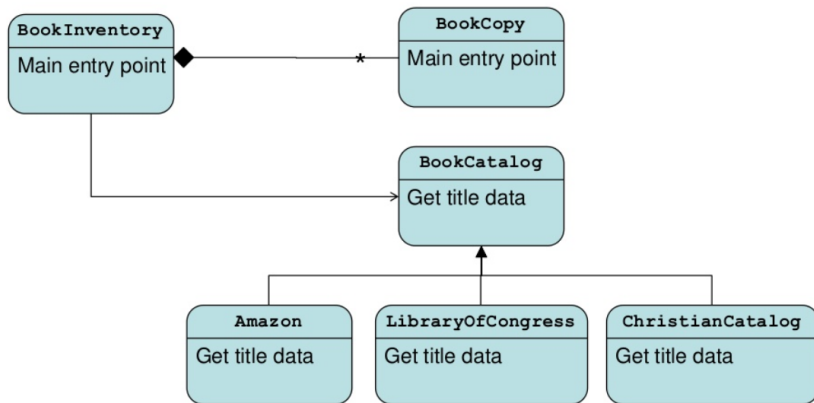 BookInventory
Main entry point
*
BookCopy
Main entry point
BookCatalog
Get title data
Amazon
Get title data
LibraryOfCongress
Get title data
ChristianCatalog
Get title data